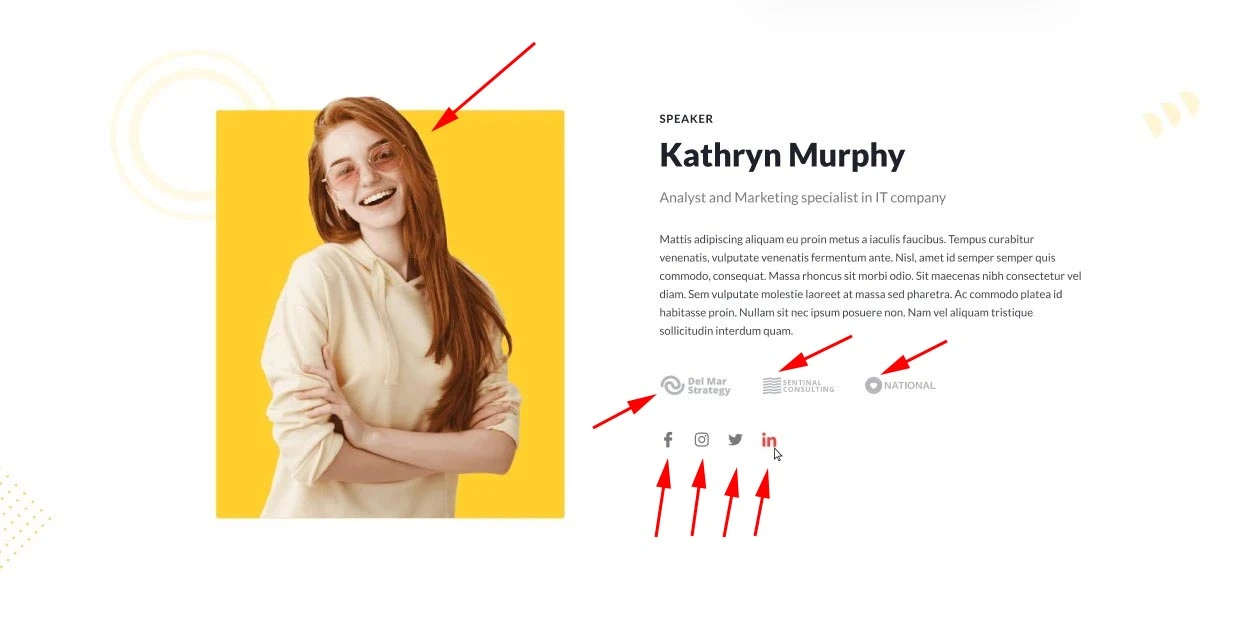 SPEAKER
Kathryn Murphy
Analyst and Marketing specialist in IT company
Mattis adipiscing aliquam eu proin metus a iaculis faucibus. Tempus curabitur
venenatis, vulputate venenatis fermentum ante. Nisl, amet id semper semper quis
commodo, consequat. Massa rhoncus sit morbi odio. Sit maecenas nibh consectetur vel
diam. Sem vulputate molestie laoreet at massa sed pharetra. Ac commodo platea id
habitasse proin. Nullam sit nec ipsum posuere non. Nam vel aliquam tristique
sollicitudin interdum quam.
Del Mar
Strategy
SENTINAL
CONSULTING
NATIONAL